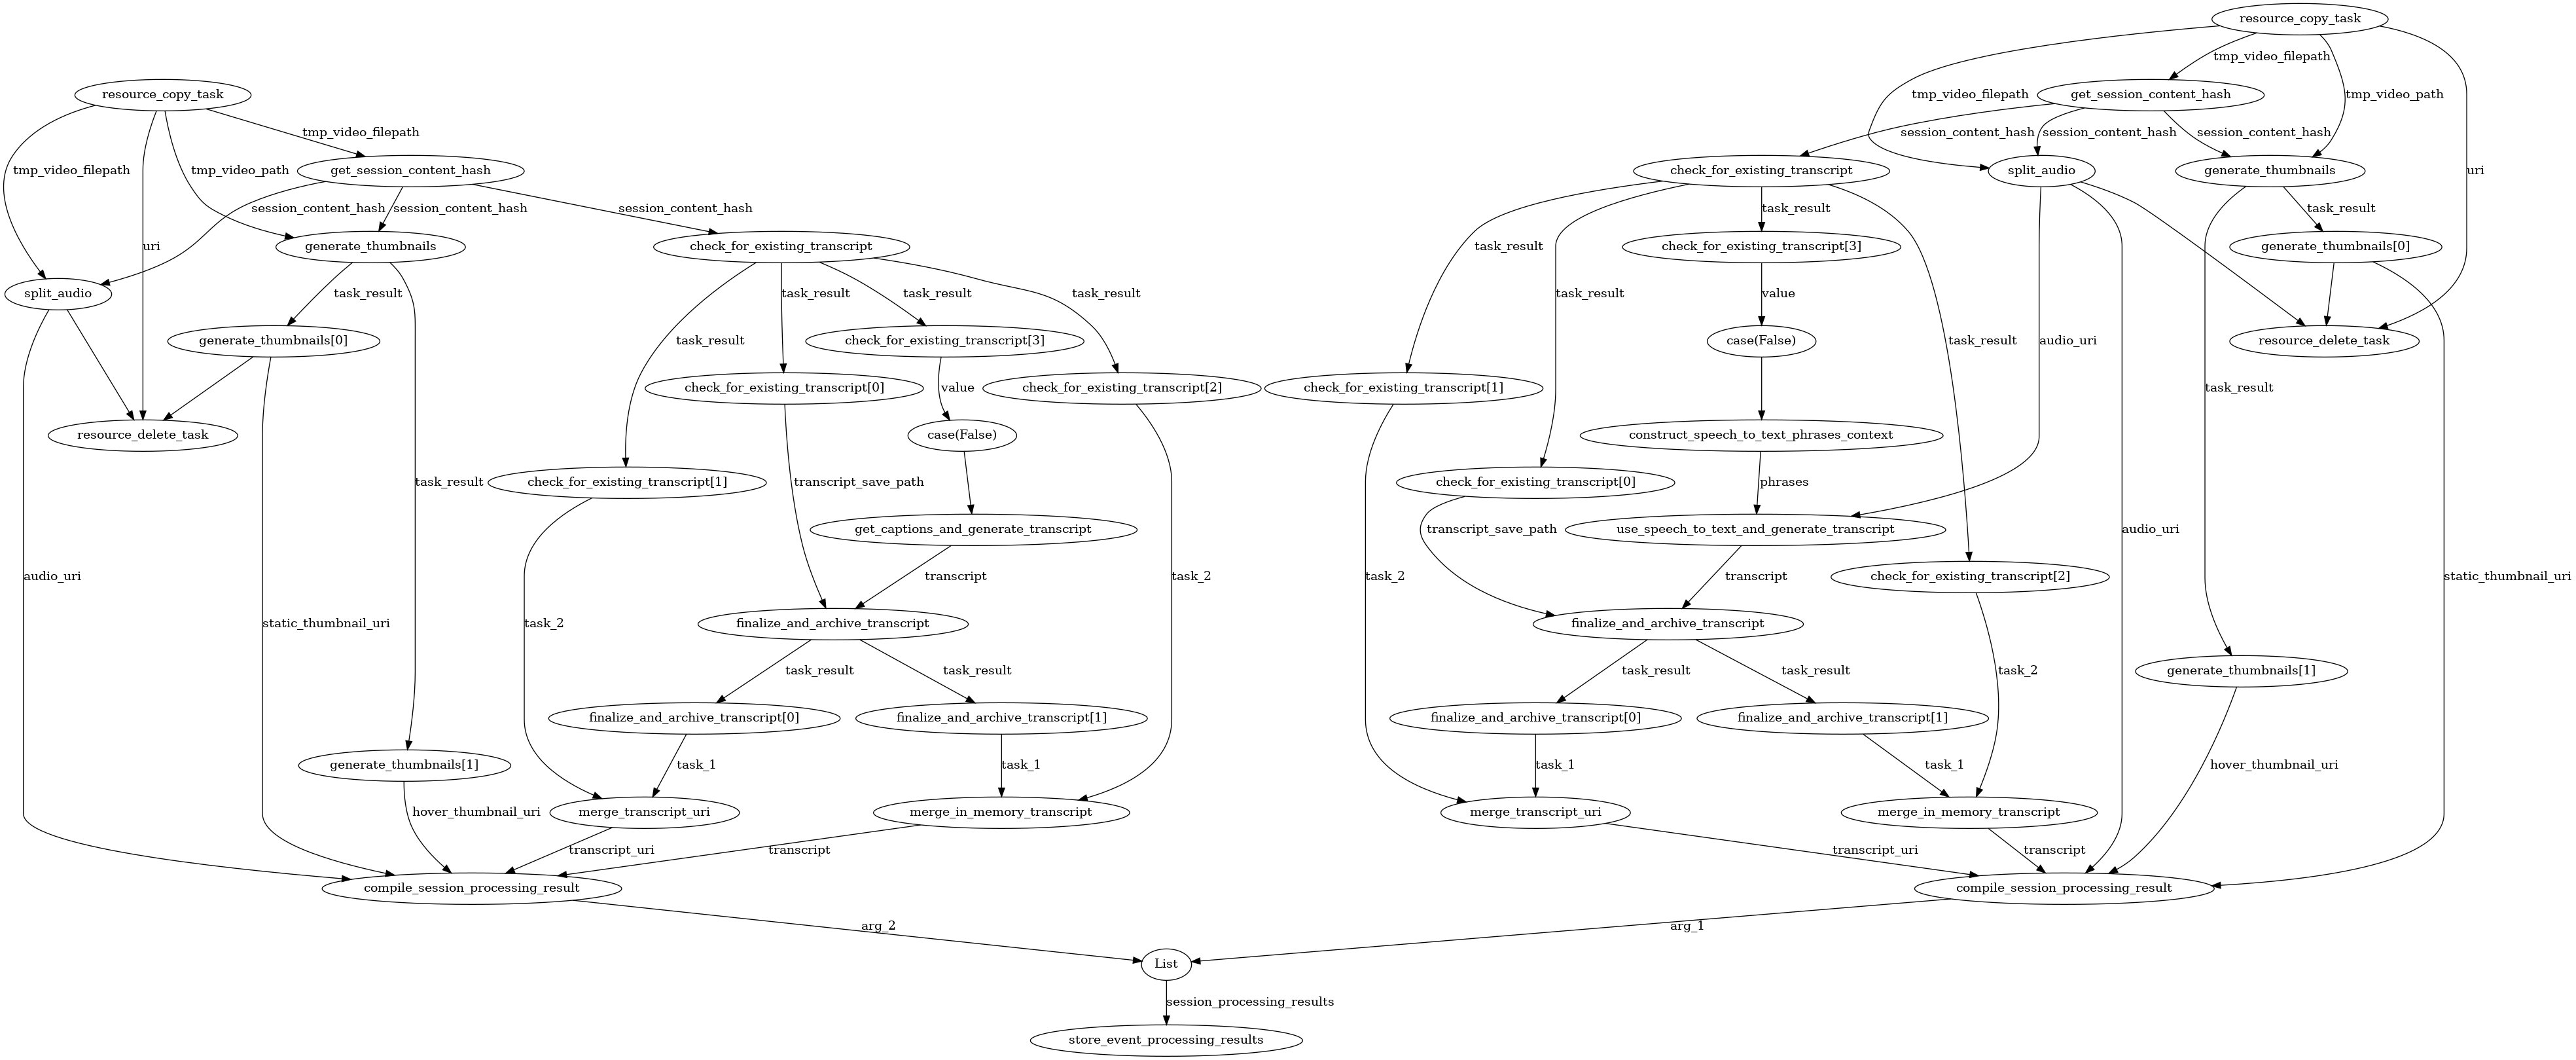 resource_copy_task
tmp_video_filepath
resource_copy_task
tmp_video_filepath
get_session_content_hash
tmp_video_path
tmp_video_filepath
session_content_hash
session_content_hash
session_content_hash
tmp_video_filepath
tmp_video_path
get_session_content_hash
check_for_existing_transcript
split_audio
generate_thumbnails
uri
session_content_hash
session_content_hash
session_content_hash
task_result
task_result
uri
generate_thumbnails
check_for_existing_transcript
task_result
check_for_existing_transcript[3]
generate_thumbnails[0]
split_audio
task_result
task_result
task_result
task_result
task_result
value
generate_thumbnails[0]
task_result
check_for_existing_transcript[3]
case(False)
task_result
audio_uri
resource_delete_task
check_for_existing_transcript[0]
value
check_for_existing_transcript[2]
check_for_existing_transcript[1]
task_result
resource_delete_task
case(False)
construct_speech_to_text_phrases_context
task_result
check_for_existing_transcript[1]
transcript_save_path
check_for_existing_transcript[0]
phrases
get_captions_and_generate_transcript
transcript_save_path
use_speech_to_text_and_generate_transcript
audio_uri
audio_uri
transcript
task_2
task_2
transcript
check_for_existing_transcript[2]
static_thumbnail_uri
static_thumbnail_uri
task_2
finalize_and_archive_transcript
finalize_and_archive_transcript
task_result
task_result
task_result
task_result
task_2
generate_thumbnails[1]
finalize_and_archive_transcript[0]
finalize_and_archive_transcript[1]
finalize_and_archive_transcript[0]
finalize_and_archive_transcript[1]
generate_thumbnails[1]
task_1
task_1
task_1
task_1
hover_thumbnail_uri
hover_thumbnail_uri
merge_transcript_uri
merge_in_memory_transcript
merge_transcript_uri
merge_in_memory_transcript
transcript_uri
transcript
transcript_uri
transcript
compile_session_processing_result
compile_session_processing_result
arg_2
arg_1
List
session_processing_results
store_event_processing_results